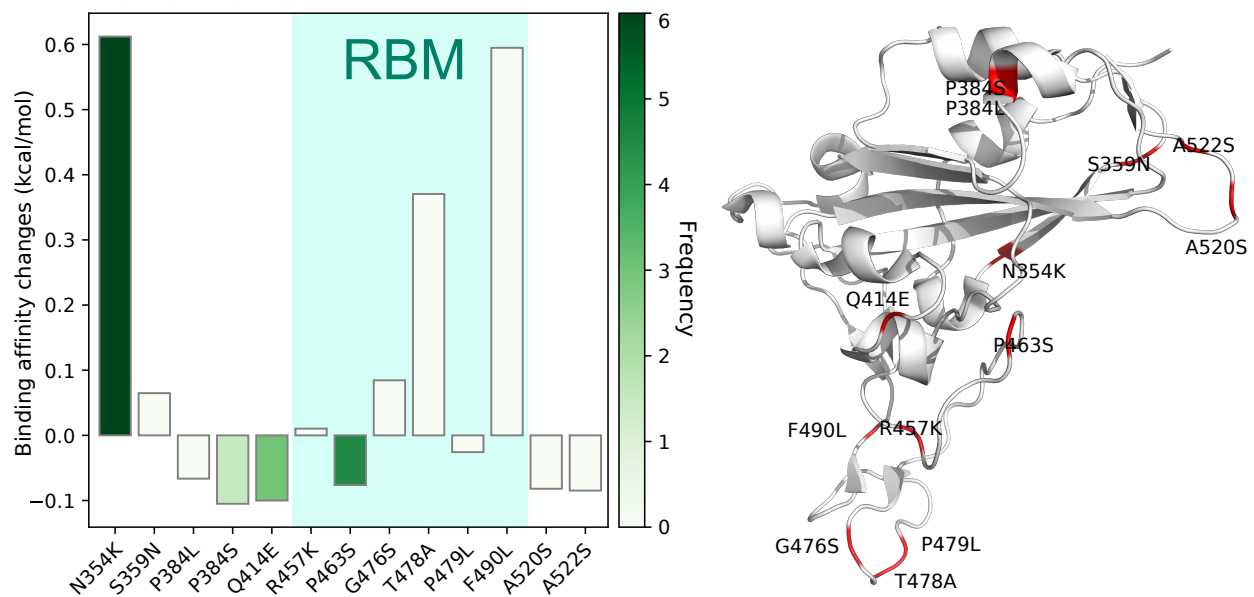 Binding affinity changes (kcal/mol)
0.6
0.5
0.4
0.3
0.2
0.1
0.0
−0.1
RBM
N354K
S359N
P384L
P384S
Q414E
R457K
P463S
G476S
T478A
P479L
F490L
A520S
A522S
6
5
4
3
2
1
0
Frequency
P384S
P384L
S359N
A522S
A520S
N354K
Q414E
P463S
F490L
R457K
G476S
P479L
T478A